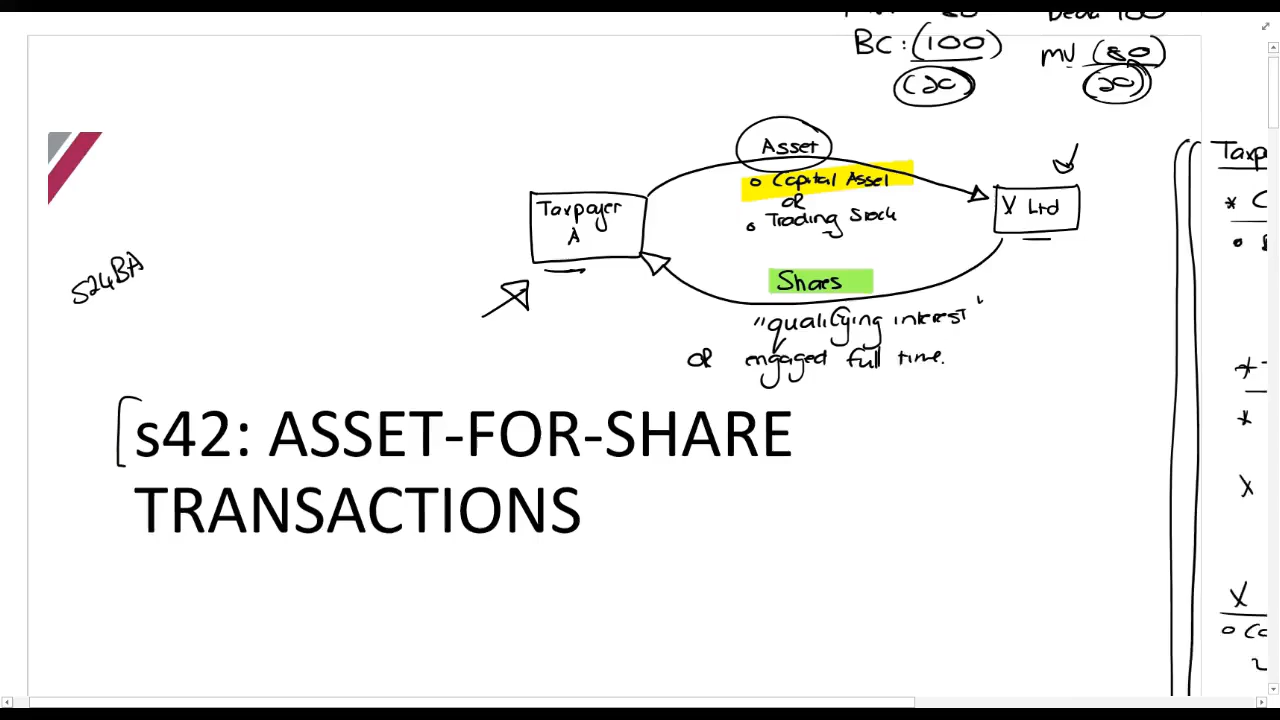 BC : (100)
(20)
MV (80)
20
Asset
o Capital Asset
OR
o Trading Stock
Taxpayer
A
X Ltd
Shares
"qualifying interest"
OR engaged full time.
S24BA
s42: ASSET-FOR-SHARE
TRANSACTIONS
Taxp
* C
*
X
X